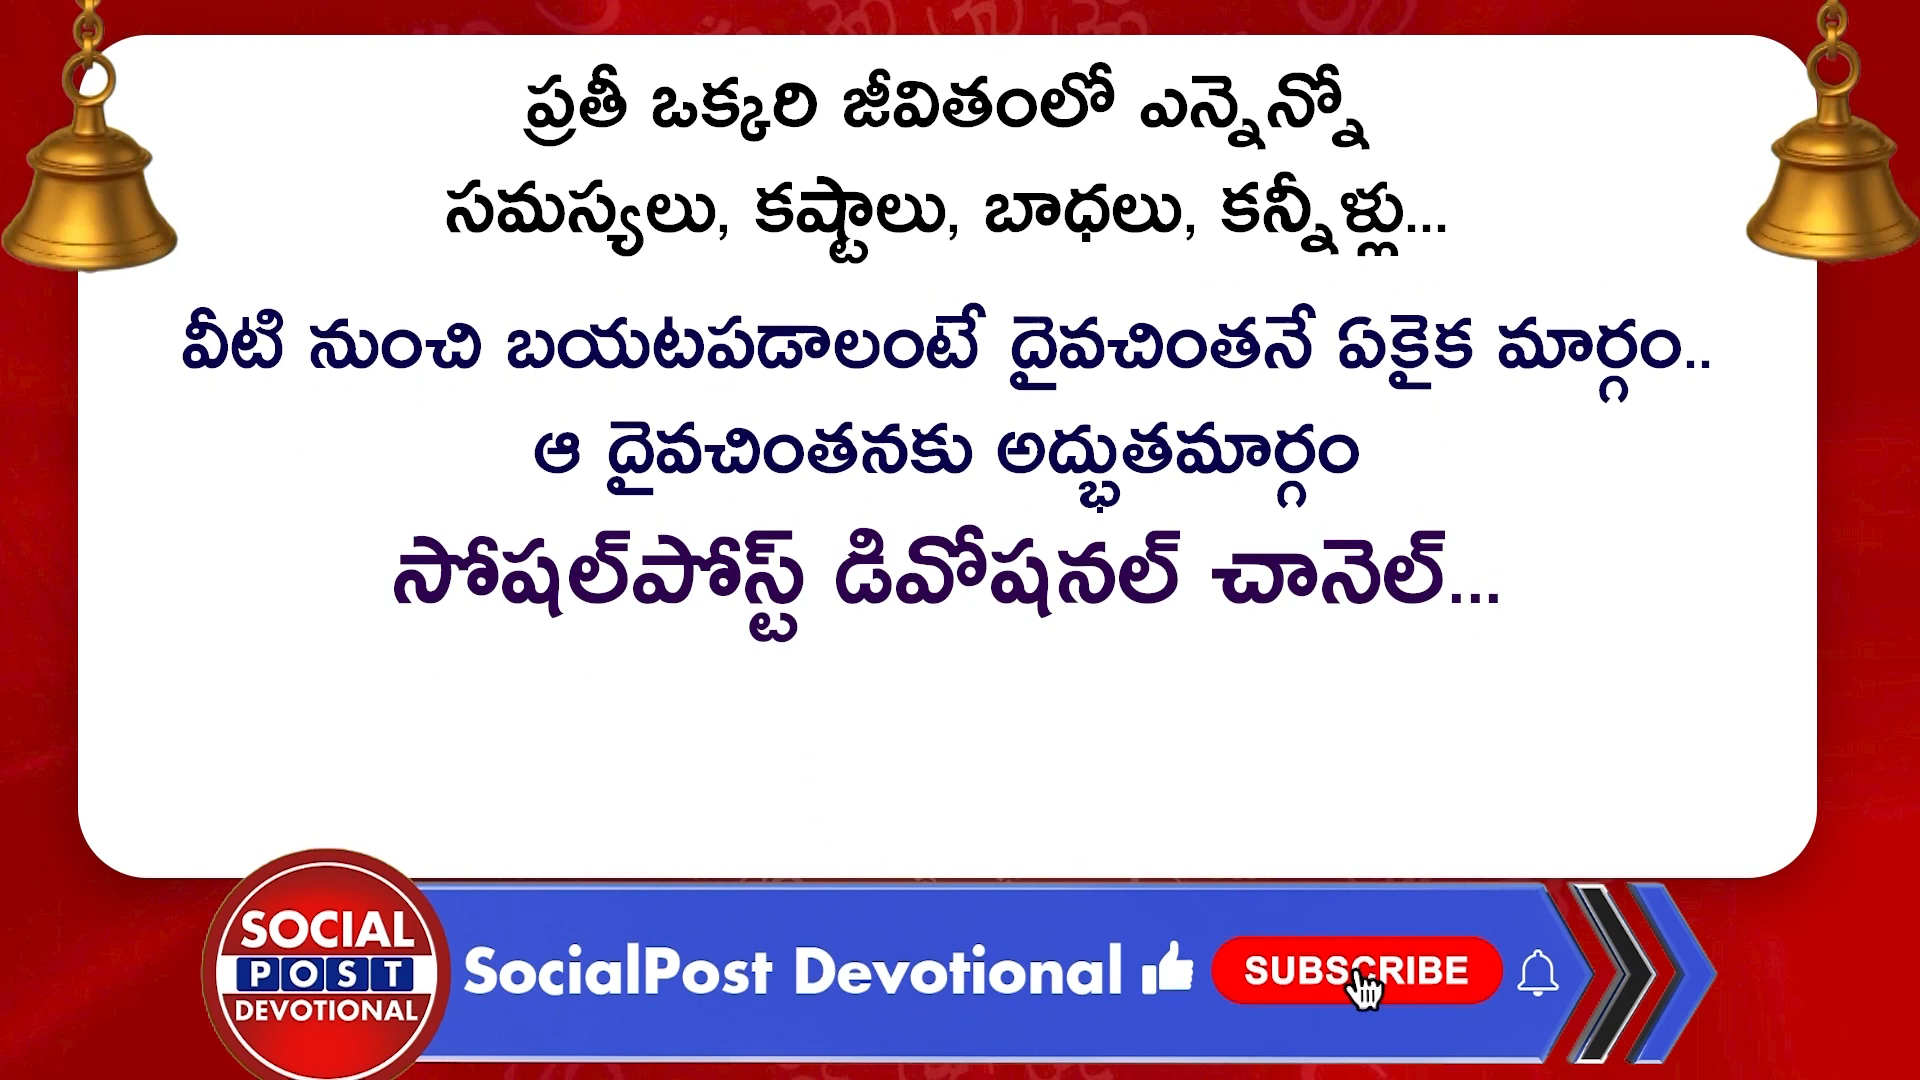 ప్రతీ ఒక్కరి జీవితంలో ఎన్నెన్నో
సమస్యలు, కష్టాలు, బాధలు, కన్నీళ్లు...
వీటి నుంచి బయటపడాలంటే దైవచింతనే ఏకైక మార్గం..
ఆ దైవచింతనకు అద్భుతమార్గం
సోషల్‌పోస్ట్ డివోషనల్ చానెల్...
SOCIAL
POST
DEVOTIONAL
SocialPost Devotional
SUBSCRIBE